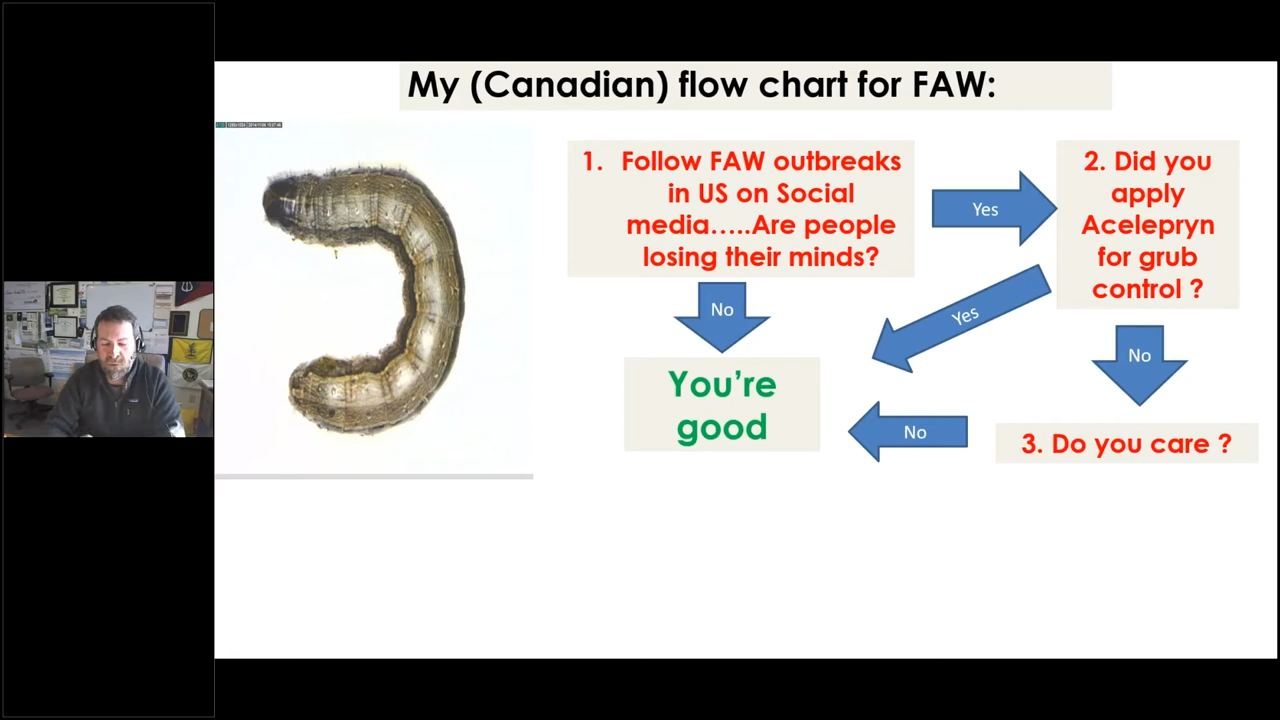 My (Canadian) flow chart for FAW:
1. Follow FAW outbreaks
in US on Social
media…..Are people
losing their minds?
Yes
2. Did you
apply
Acelepryn
for grub
control ?
No
Yes
No
You’re
good
No
3. Do you care ?